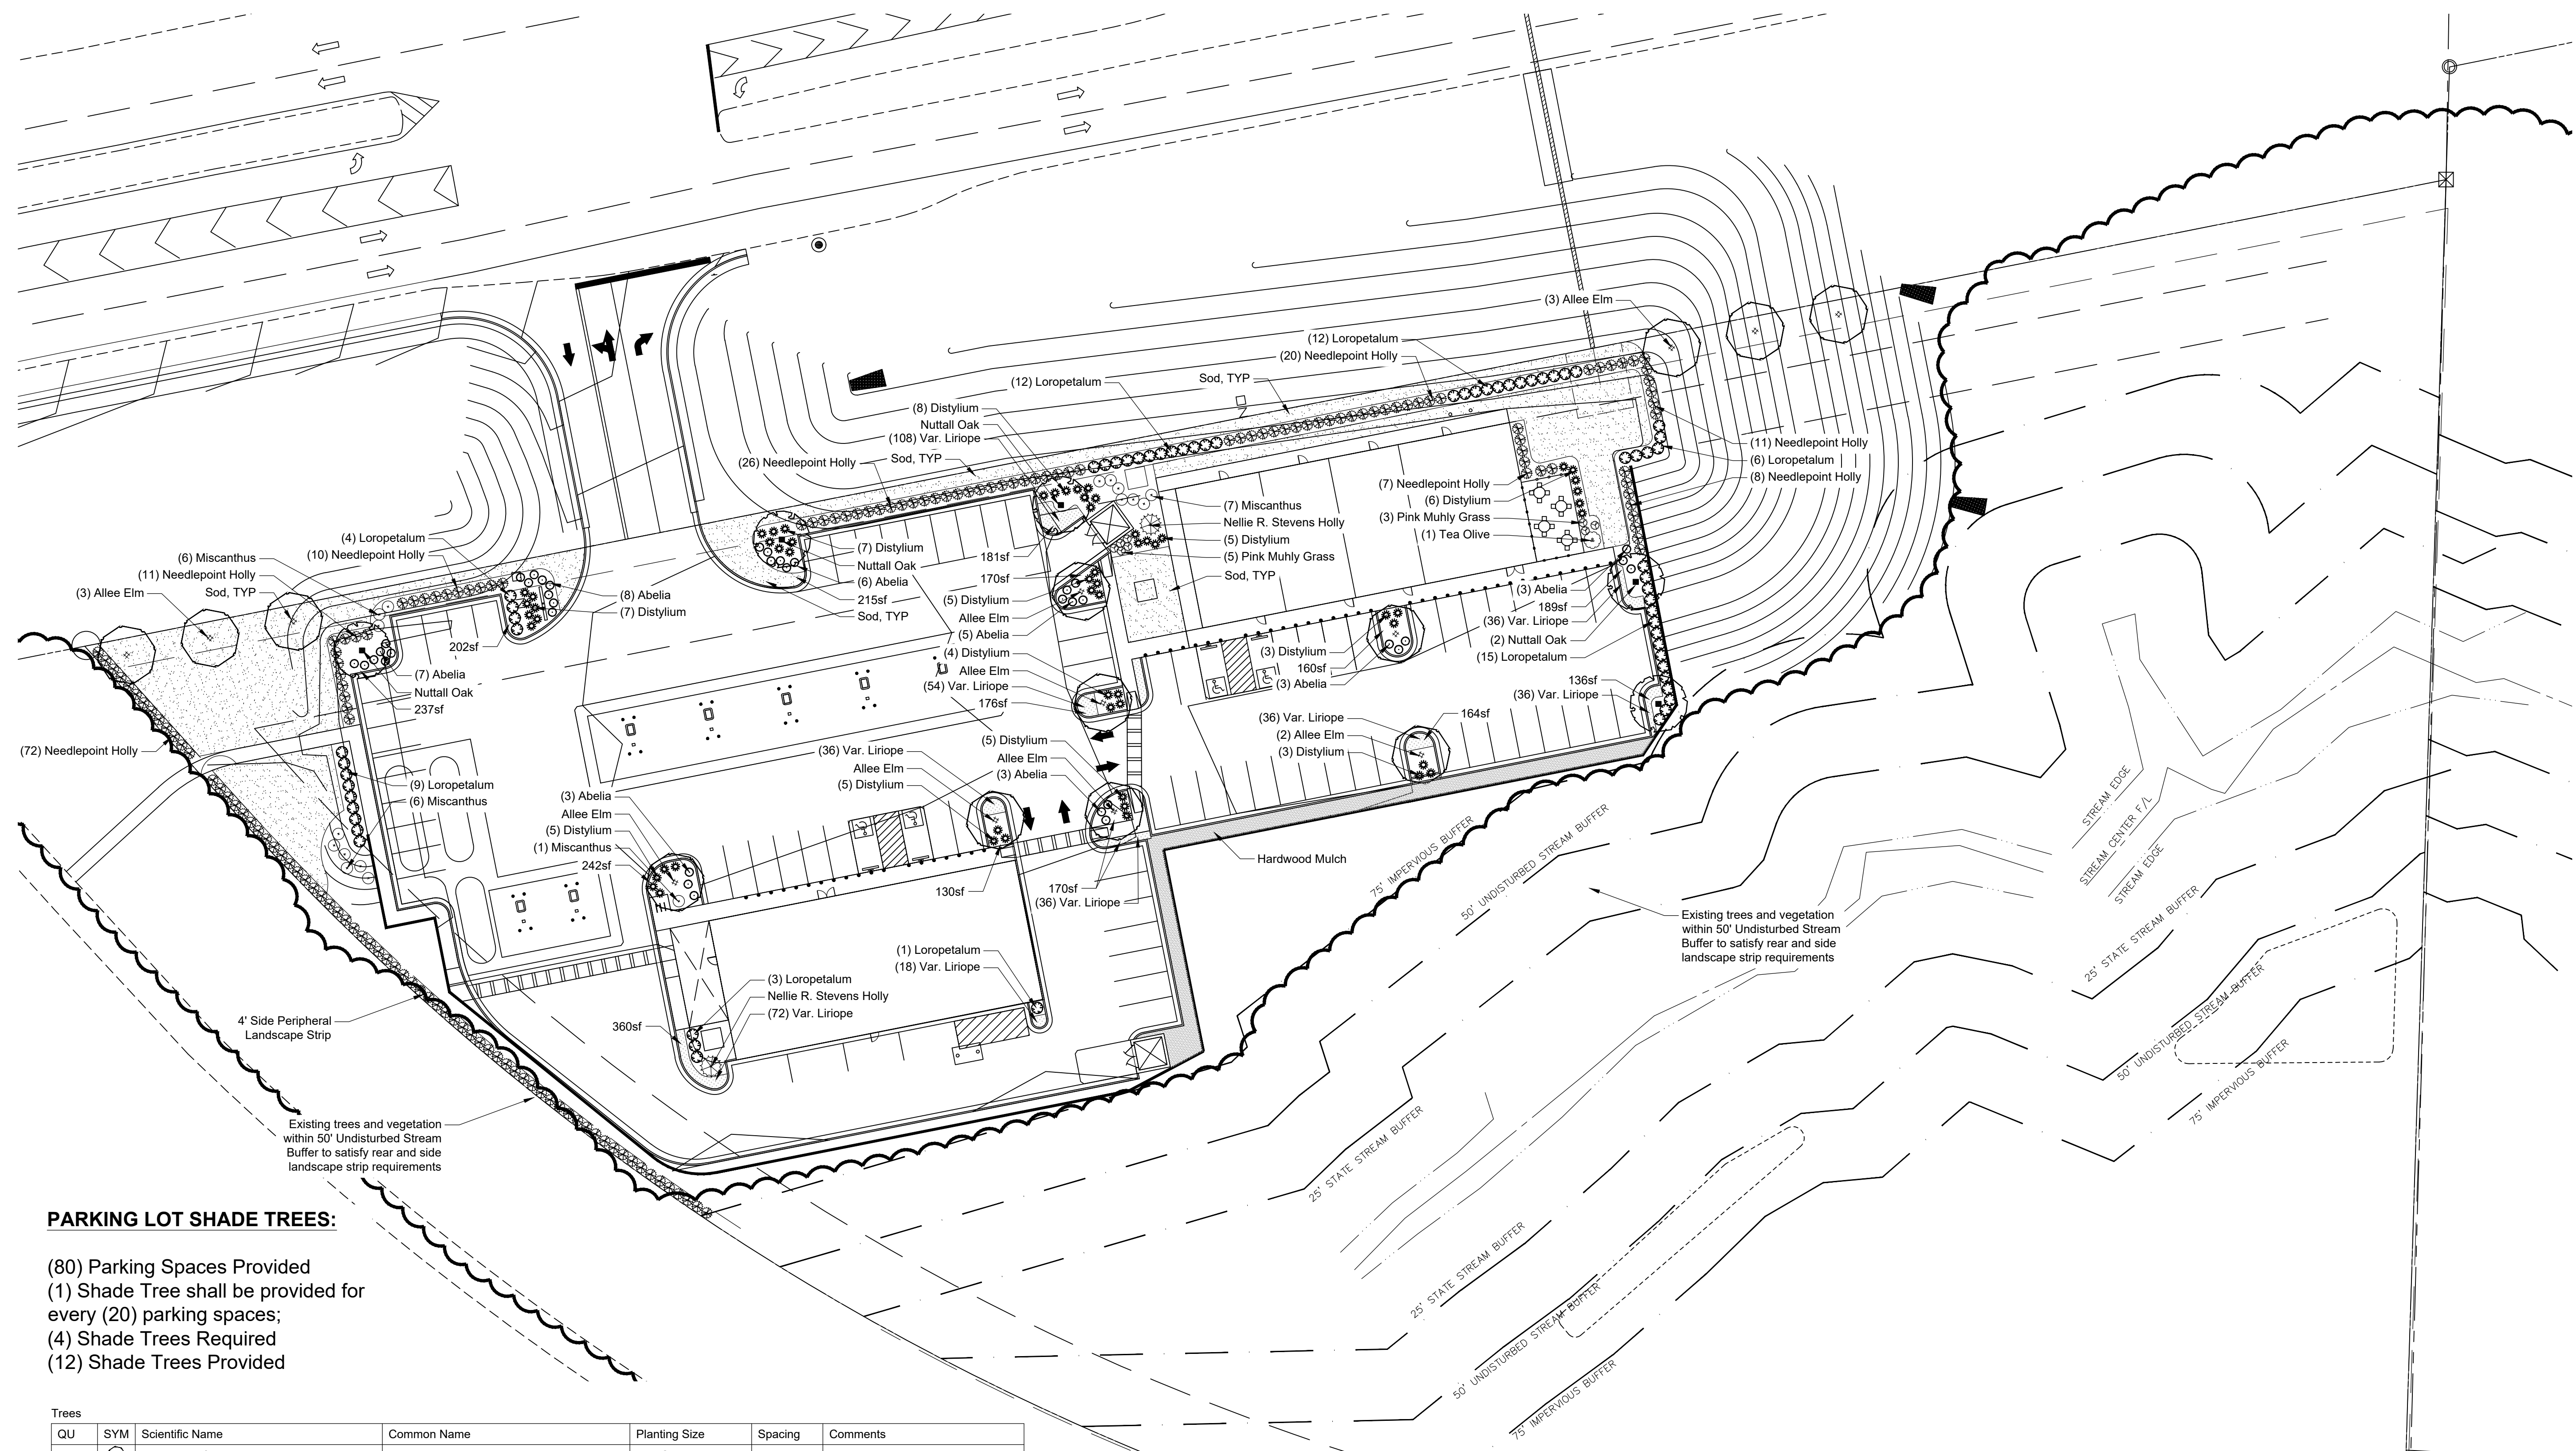 (3) Allee Elm
(12) Loropetalum
(20) Needlepoint Holly
(12) Loropetalum
Sod, TYP
(8) Distylium
Nuttall Oak
(108) Var. Liriope
(26) Needlepoint Holly
Sod, TYP
(11) Needlepoint Holly
(6) Loropetalum
(8) Needlepoint Holly
(7) Needlepoint Holly
(6) Distylium
(3) Pink Muhly Grass
(1) Tea Olive
(7) Miscanthus
Nellie R. Stevens Holly
(5) Distylium
(5) Pink Muhly Grass
Sod, TYP
(4) Loropetalum
(10) Needlepoint Holly
(6) Miscanthus
(11) Needlepoint Holly
Sod, TYP
(3) Allee Elm
(7) Distylium
Nuttall Oak
(6) Abelia
215sf
Sod, TYP
181sf
170sf
(5) Distylium
Allee Elm
(5) Abelia
(4) Distylium
Allee Elm
(54) Var. Liriope
176sf
(8) Abelia
(7) Distylium
202sf
(7) Abelia
Nuttall Oak
237sf
(3) Abelia
189sf
(36) Var. Liriope
(2) Nuttall Oak
(15) Loropetalum
136sf
(36) Var. Liriope
(3) Distylium
160sf
(3) Abelia
164sf
(36) Var. Liriope
(2) Allee Elm
(3) Distylium
(72) Needlepoint Holly
(9) Loropetalum
(6) Miscanthus
(3) Abelia
Allee Elm
(5) Distylium
(1) Miscanthus
242sf
(36) Var. Liriope
Allee Elm
(5) Distylium
(5) Distylium
Allee Elm
(3) Abelia
130sf
170sf
(36) Var. Liriope
Hardwood Mulch
75' IMPERVIOUS BUFFER
50' UNDISTURBED STREAM BUFFER
STREAM EDGE
STREAM CENTER F/L
STREAM EDGE
25' STATE STREAM BUFFER
50' UNDISTURBED STREAM BUFFER
75' IMPERVIOUS BUFFER
Existing trees and vegetation
within 50' Undisturbed Stream
Buffer to satisfy rear and side
landscape strip requirements
(1) Loropetalum
(18) Var. Liriope
(3) Loropetalum
Nellie R. Stevens Holly
(72) Var. Liriope
360sf
4' Side Peripheral
Landscape Strip
Existing trees and vegetation
within 50' Undisturbed Stream
Buffer to satisfy rear and side
landscape strip requirements
25' STATE STREAM BUFFER
25' STATE STREAM BUFFER
50' UNDISTURBED STREAM BUFFER
75' IMPERVIOUS BUFFER
PARKING LOT SHADE TREES:
(80) Parking Spaces Provided
(1) Shade Tree shall be provided for
every (20) parking spaces;
(4) Shade Trees Required
(12) Shade Trees Provided
Trees
QU SYM Scientific Name Common Name Planting Size Spacing Comments